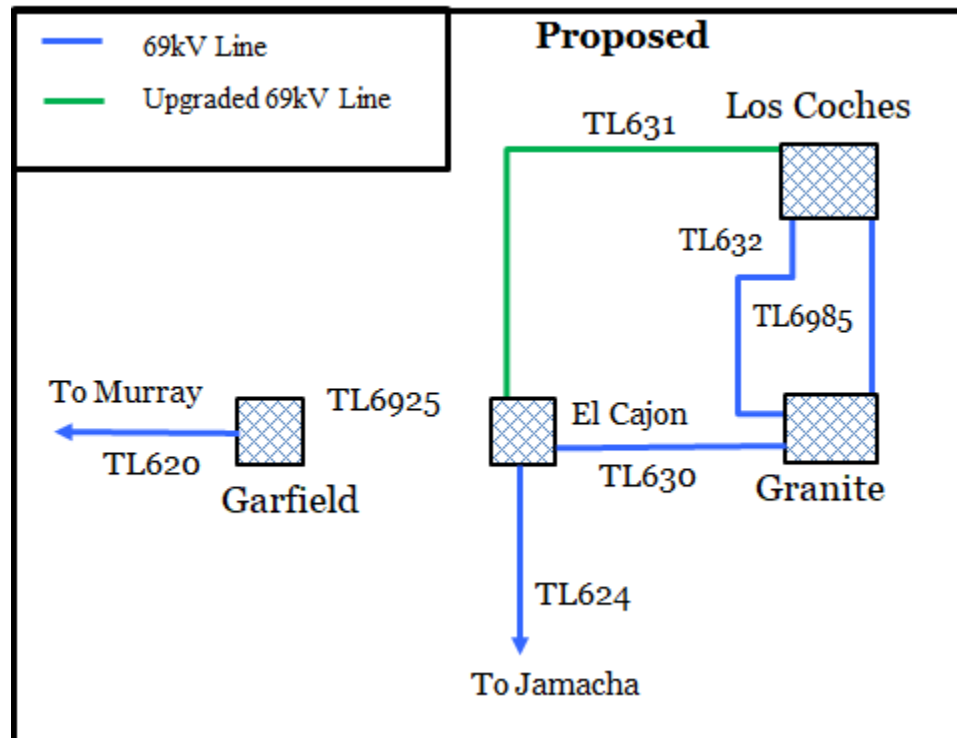 69kV Line
Upgraded 69kV Line
Proposed
Los Coches
TL631
TL632
TL6985
To Murray
TL6925
El Cajon
TL620
TL630
Garfield
Granite
TL624
To Jamacha